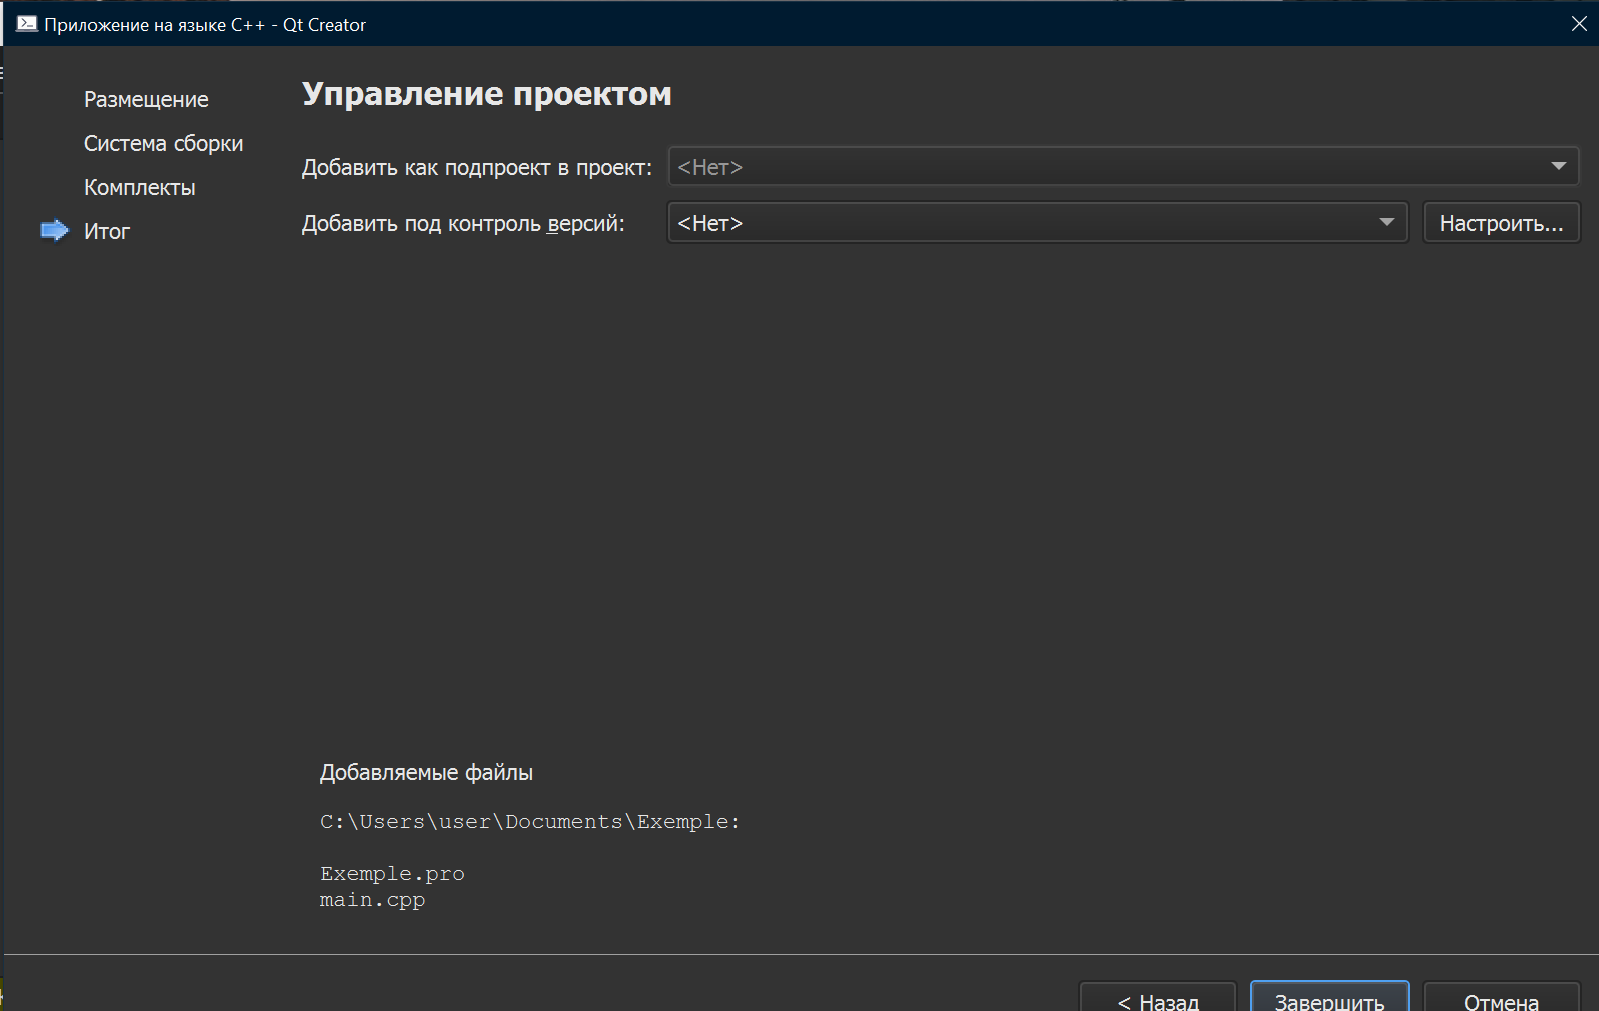 Приложение на языке C++ - Qt Creator
Размещение
Система сборки
Комплекты
Итог
Управление проектом
Добавить как подпроект в проект: <Нет>
Добавить под контроль версий: <Нет> Настроить...
Добавляемые файлы
C:\Users\user\Documents\Exemple:
Exemple.pro
main.cpp
< Назад Завершить Отмена